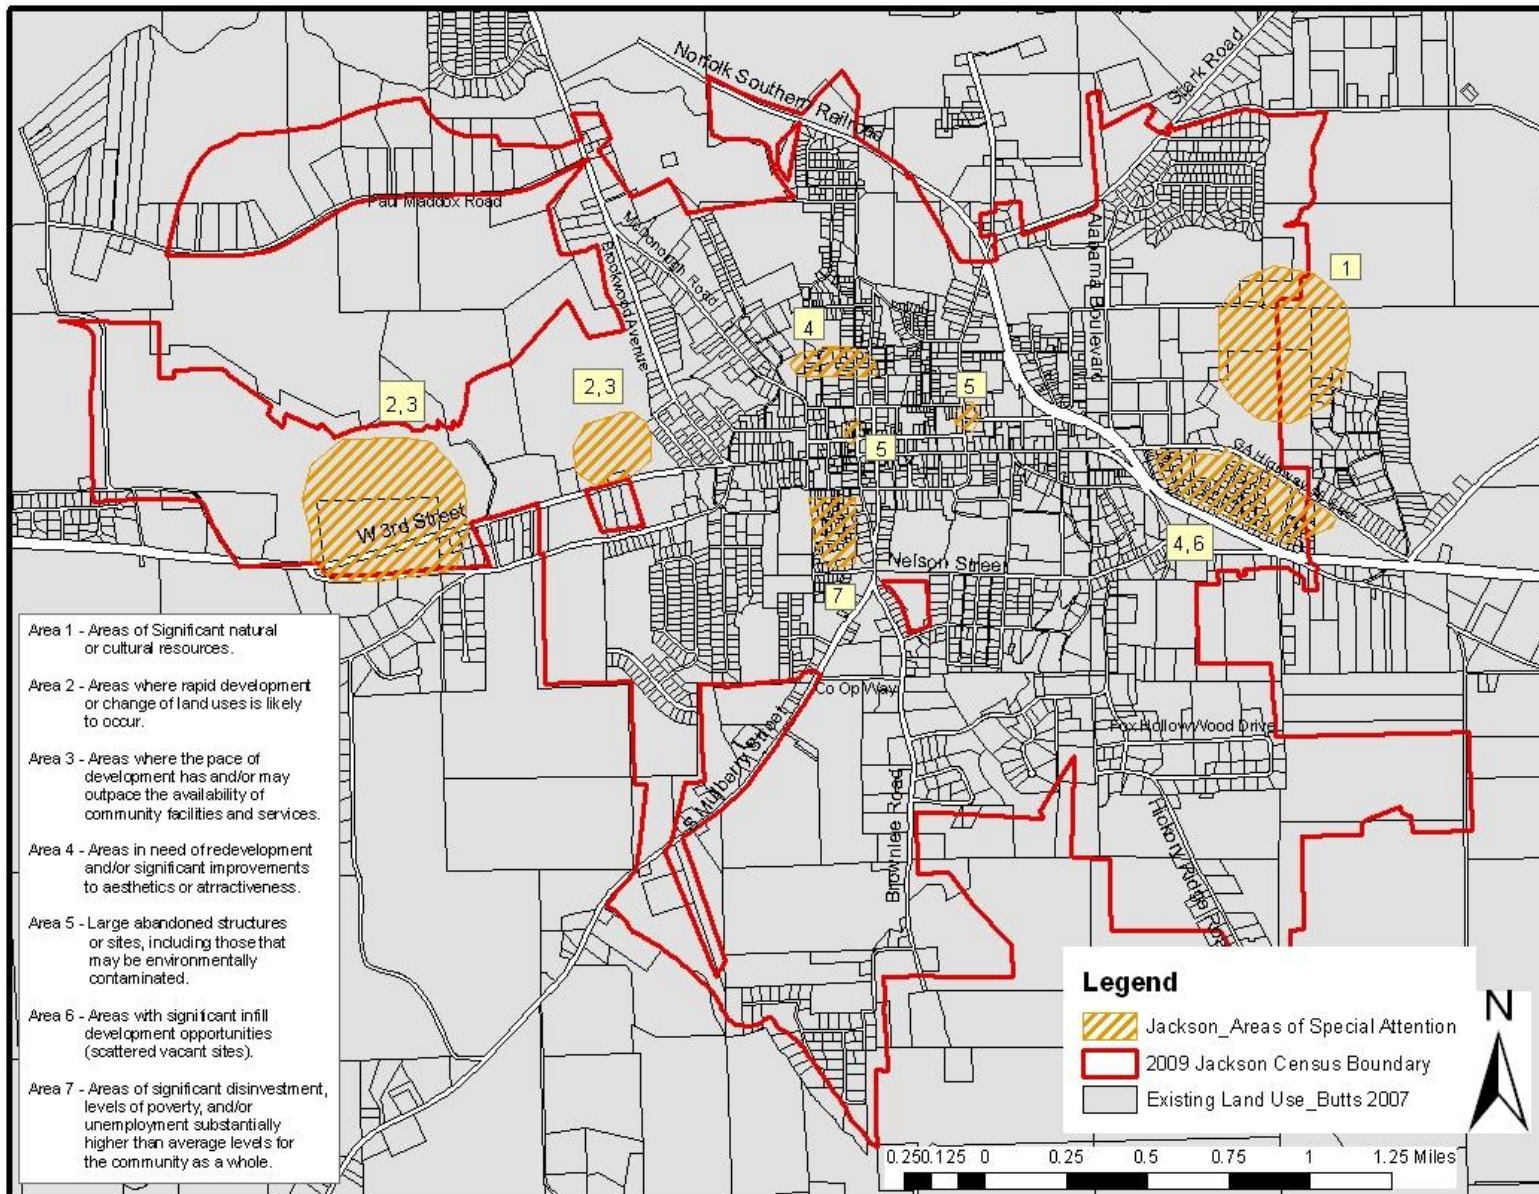 Norfolk Southern Railroad
Stark Road
Paul Maddox Road
McDonough Road
Brookwood Avenue
Alabama Boulevard
1
4
2,3
2,3
5
5
W 3rd Street
4,6
Nelson Street
7
Co Op Way
S Mulberry Street
Fox Hollow Wood Drive
Brownlee Road
Hickory Ridge
Area 1 - Areas of Significant natural
or cultural resources.
Area 2 - Areas where rapid development
or change of land uses is likely
to occur.
Area 3 - Areas where the pace of
development has and/or may
outpace the availability of
community facilities and services.
Area 4 - Areas in need of redevelopment
and/or significant improvements
to aesthetics or atrractiveness.
Area 5 - Large abandoned structures
or sites, including those that
may be environmentally
contaminated.
Area 6 - Areas with significant infill
development opportunities
(scattered vacant sites).
Area 7 - Areas of significant disinvestment,
levels of poverty, and/or
unemployment substantially
higher than average levels for
the community as a whole.
Legend
Jackson_Areas of Special Attention
2009 Jackson Census Boundary
Existing Land Use_Butts 2007
N
0.250.125 0 0.25 0.5 0.75 1 1.25 Miles